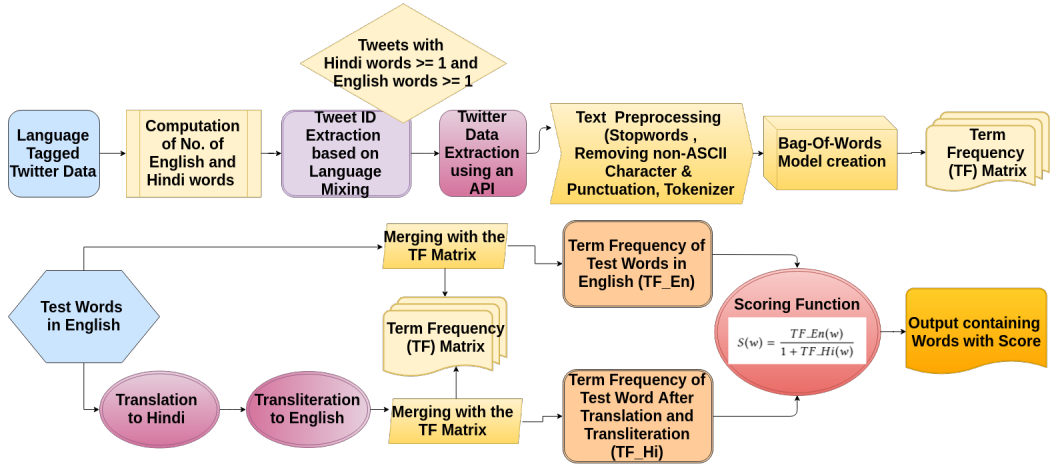 Tweets with
Hindi words >= 1 and
English words >= 1
Language
Tagged
Twitter Data
Computation
of No. of
English and
Hindi words
Tweet ID
Extraction
based on
Language
Mixing
Twitter
Data
Extraction
using an
API
Text Preprocessing
(Stopwords ,
Removing non-ASCII
Character &
Punctuation, Tokenizer
Bag-Of-Words
Model creation
Term
Frequency
(TF) Matrix
Test Words
in English
Merging with the
TF Matrix
Term Frequency
(TF) Matrix
Translation
to Hindi
Transliteration
to English
Merging with the
TF Matrix
Term Frequency of
Test Words in
English (TF_En)
Term Frequency of
Test Word After
Translation and
Transliteration
(TF_Hi)
Scoring Function
S(w) = TF_En(w) / 1 + TF_Hi(w)
Output containing
Words with Score